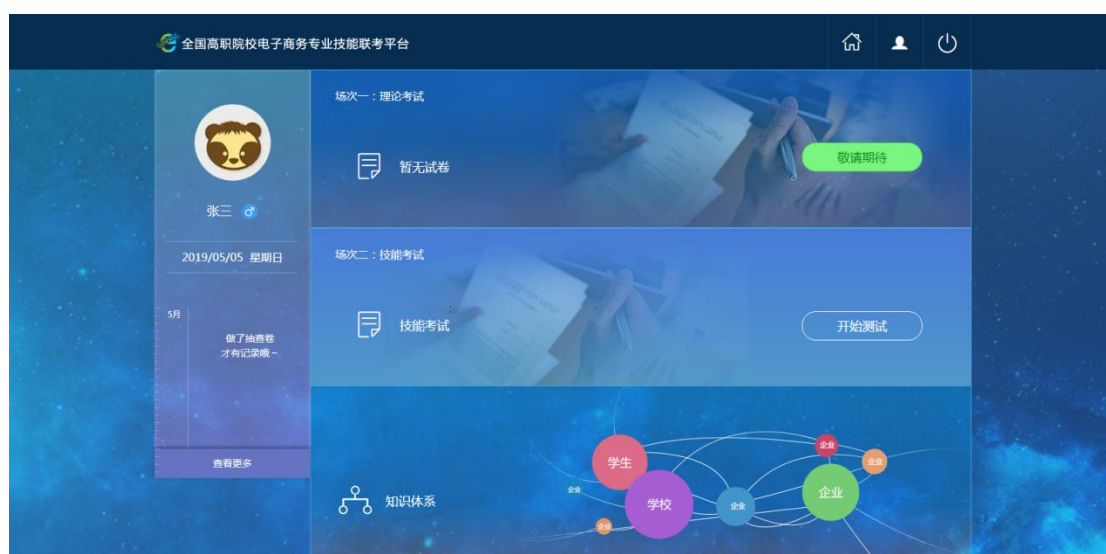 全国高职院校电子商务专业技能联考平台
张三
2019/05/05 星期日
5月
做了抽查卷
才有记录哦~
查看更多
场次一：理论考试
暂无试卷
敬请期待
场次二：技能考试
技能考试
开始测试
知识体系
学生
企业
企业
企业
学校
企业
企业
企业